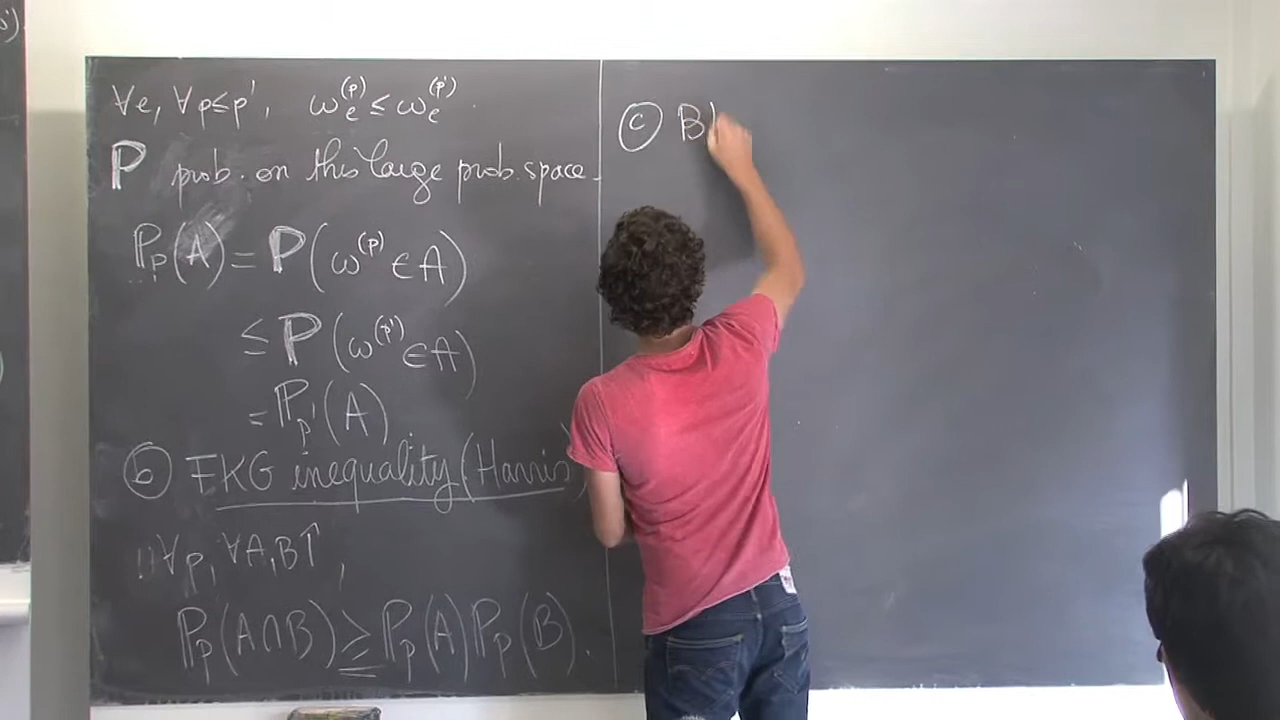 ∀e, ∀p≤p', ω_e^(p) ≤ ω_e^(p').
P prob. on this large prob. space.
P_p(A) = P(ω^(p) ∈ A)
≤ P(ω^(p') ∈ A)
= P_p'(A)
ⓑ FKG inequality (Harris)
∀p, ∀A,B↑,
P_p(A∩B) ≥ P_p(A) P_p(B).
ⓒ B